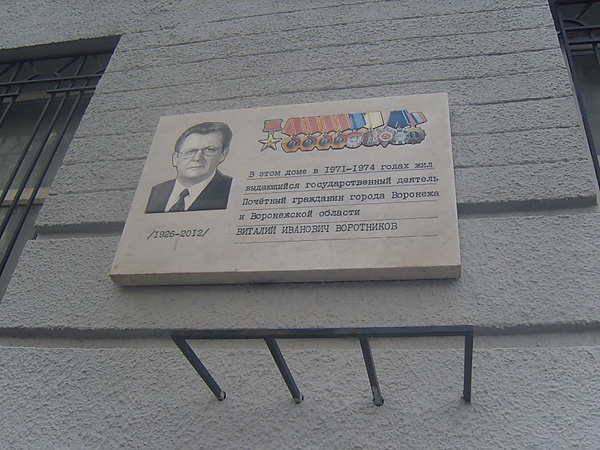 В этом доме в 1971-1974 годах жил
выдающийся государственный деятель
Почётный гражданин города Воронежа
и Воронежской области
ВИТАЛИЙ ИВАНОВИЧ ВОРОТНИКОВ
/1926-2012/